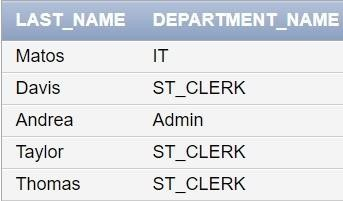 LAST_NAME DEPARTMENT_NAME
Matos IT
Davis ST_CLERK
Andrea Admin
Taylor ST_CLERK
Thomas ST_CLERK